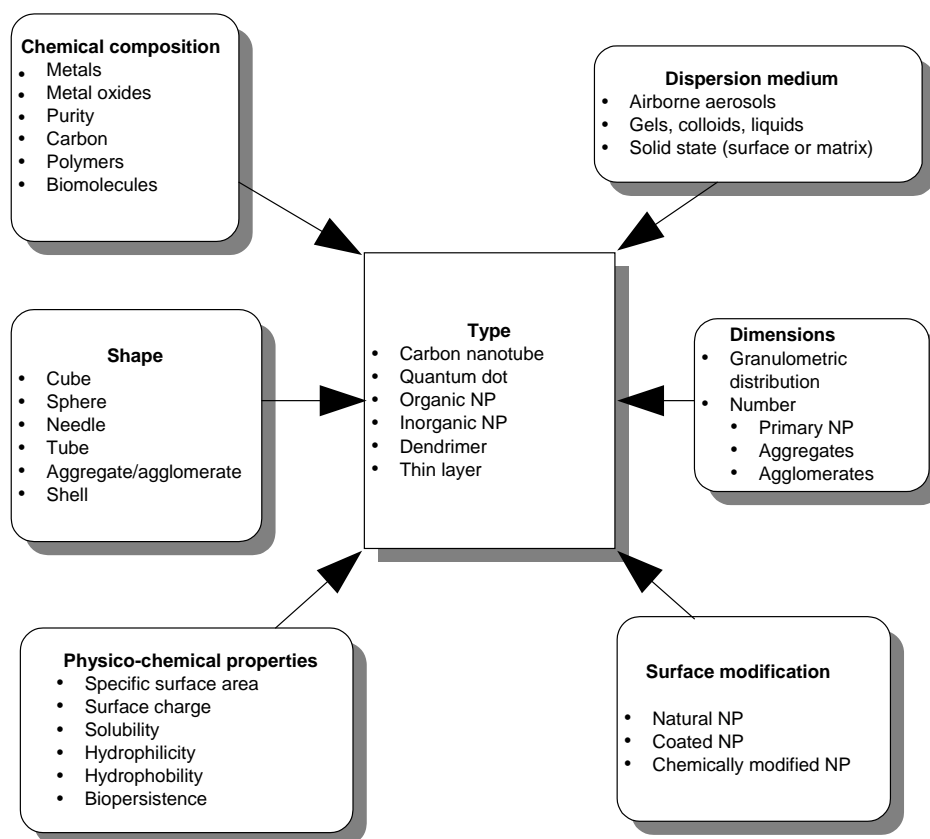 Chemical composition
• Metals
• Metal oxides
• Purity
• Carbon
• Polymers
• Biomolecules
Dispersion medium
• Airborne aerosols
• Gels, colloids, liquids
• Solid state (surface or matrix)
Shape
• Cube
• Sphere
• Needle
• Tube
• Aggregate/agglomerate
• Shell
Type
• Carbon nanotube
• Quantum dot
• Organic NP
• Inorganic NP
• Dendrimer
• Thin layer
Dimensions
• Granulometric
distribution
• Number
• Primary NP
• Aggregates
• Agglomerates
Physico-chemical properties
• Specific surface area
• Surface charge
• Solubility
• Hydrophilicity
• Hydrophobility
• Biopersistence
Surface modification
• Natural NP
• Coated NP
• Chemically modified NP